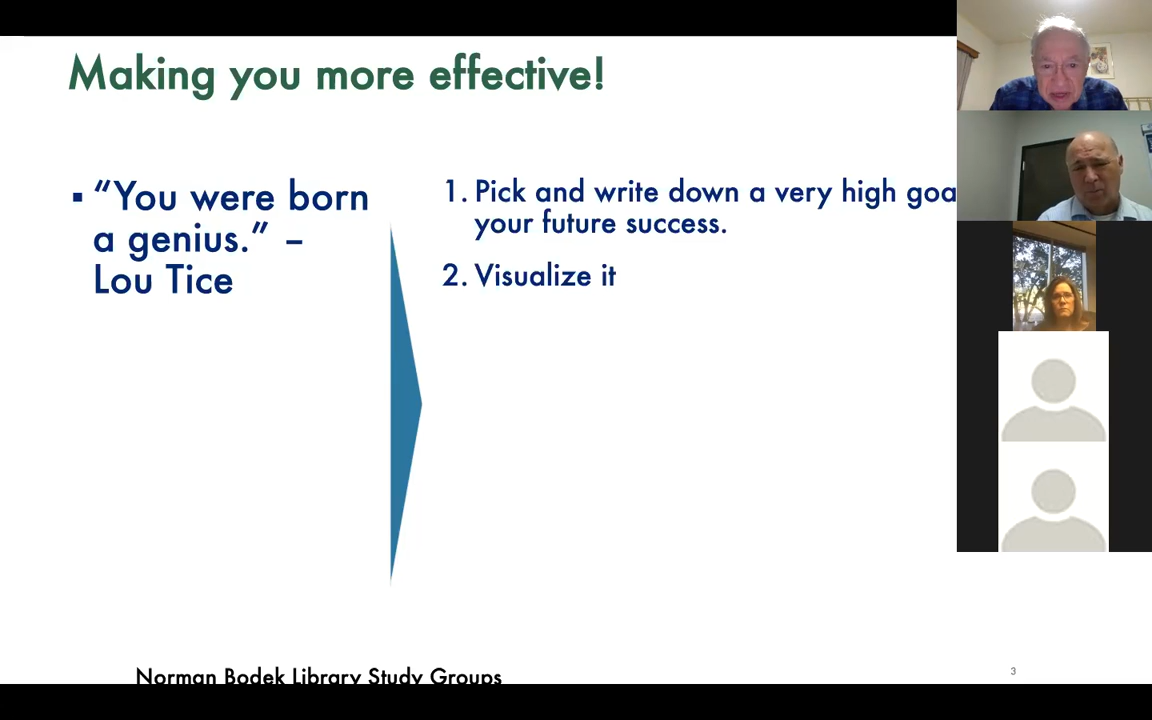 Making you more effective!
▪ “You were born
a genius.” –
Lou Tice
1. Pick and write down a very high goa
your future success.
2. Visualize it
Norman Bodek Library Study Groups
3